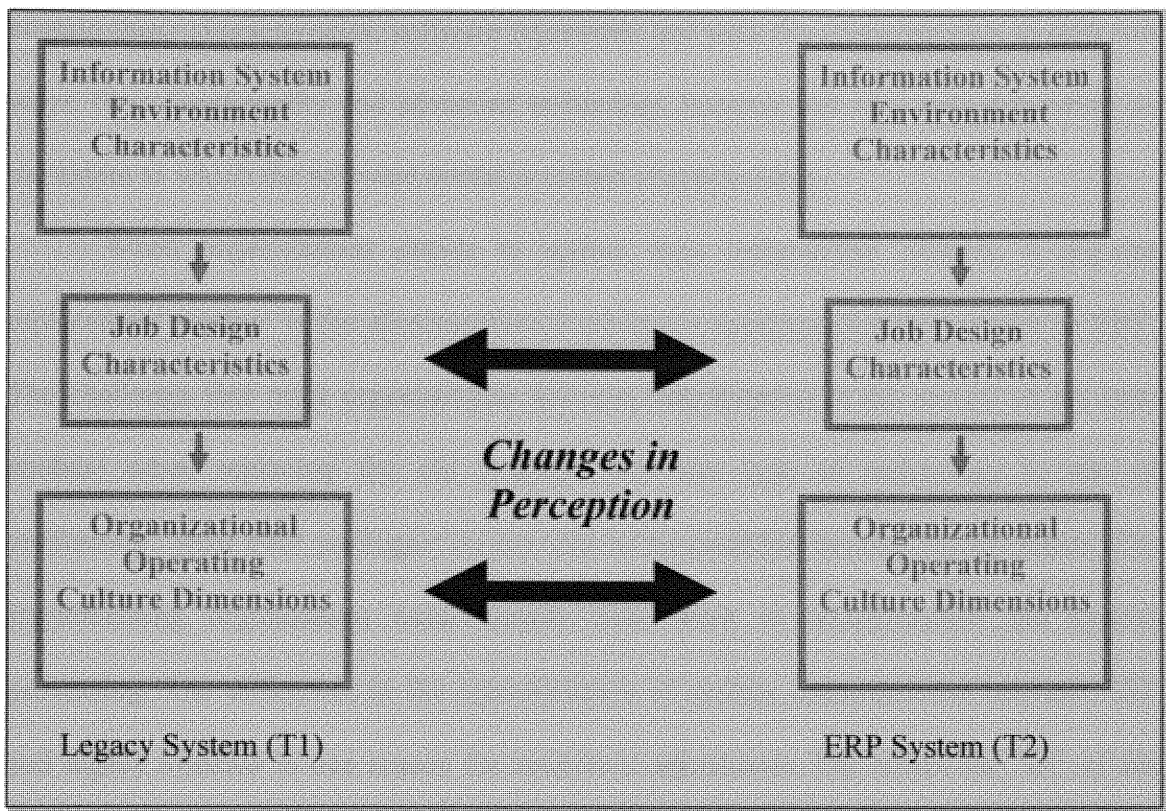 Information System
Environment
Characteristics
Job Design
Characteristics
Organizational
Operating
Culture Dimensions
Legacy System (T1)
Changes in
Perception
Information System
Environment
Characteristics
Job Design
Characteristics
Organizational
Operating
Culture Dimensions
ERP System (T2)